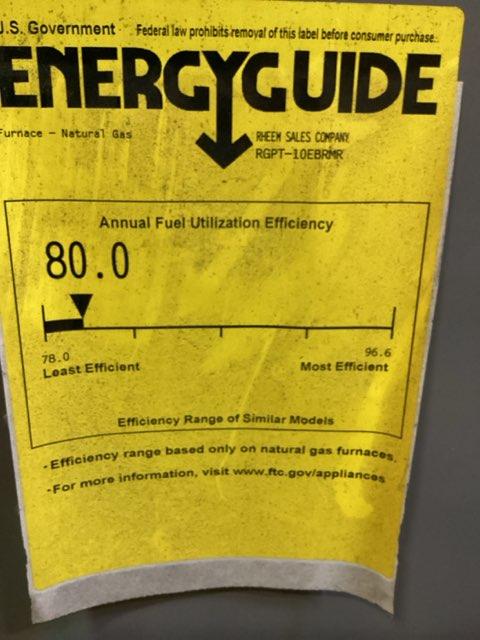 U.S. Government Federal law prohibits removal of this label before consumer purchase.
ENERGYGUIDE
Furnace - Natural Gas
RHEEM SALES COMPANY
RGPT-10EBRMR
Annual Fuel Utilization Efficiency
80.0
78.0 96.6
Least Efficient Most Efficient
Efficiency Range of Similar Models
-Efficiency range based only on natural gas furnaces.
-For more information, visit www.ftc.gov/appliances